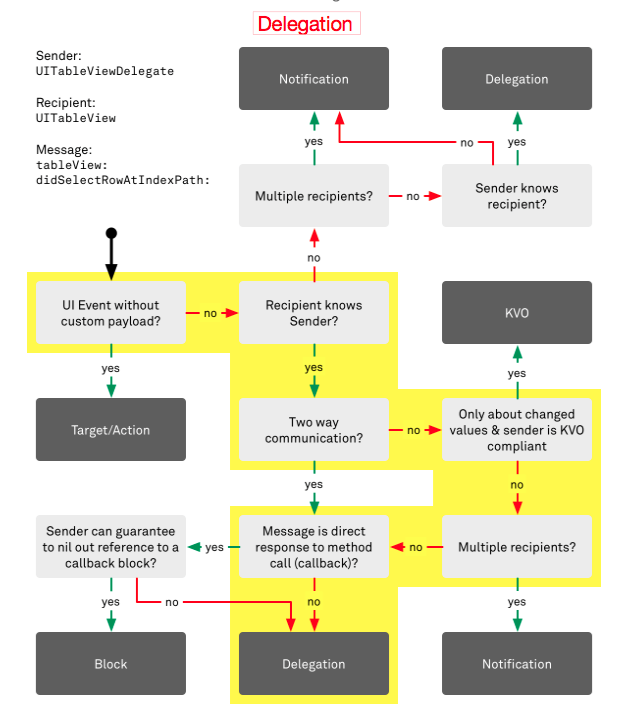 Delegation
Sender:
UITableViewDelegate
Recipient:
UITableView
Message:
tableView:
didSelectRowAtIndexPath:
Notification
Delegation
yes
no
yes
Multiple recipients?
no
Sender knows
recipient?
no
UI Event without
custom payload?
no
Recipient knows
Sender?
KVO
yes
yes
yes
Target/Action
Two way
communication?
no
Only about changed
values & sender is KVO
compliant
yes
no
Sender can guarantee
to nil out reference to a
callback block?
yes
Message is direct
response to method
call (callback)?
no
Multiple recipients?
yes
no
no
yes
Block
Delegation
Notification